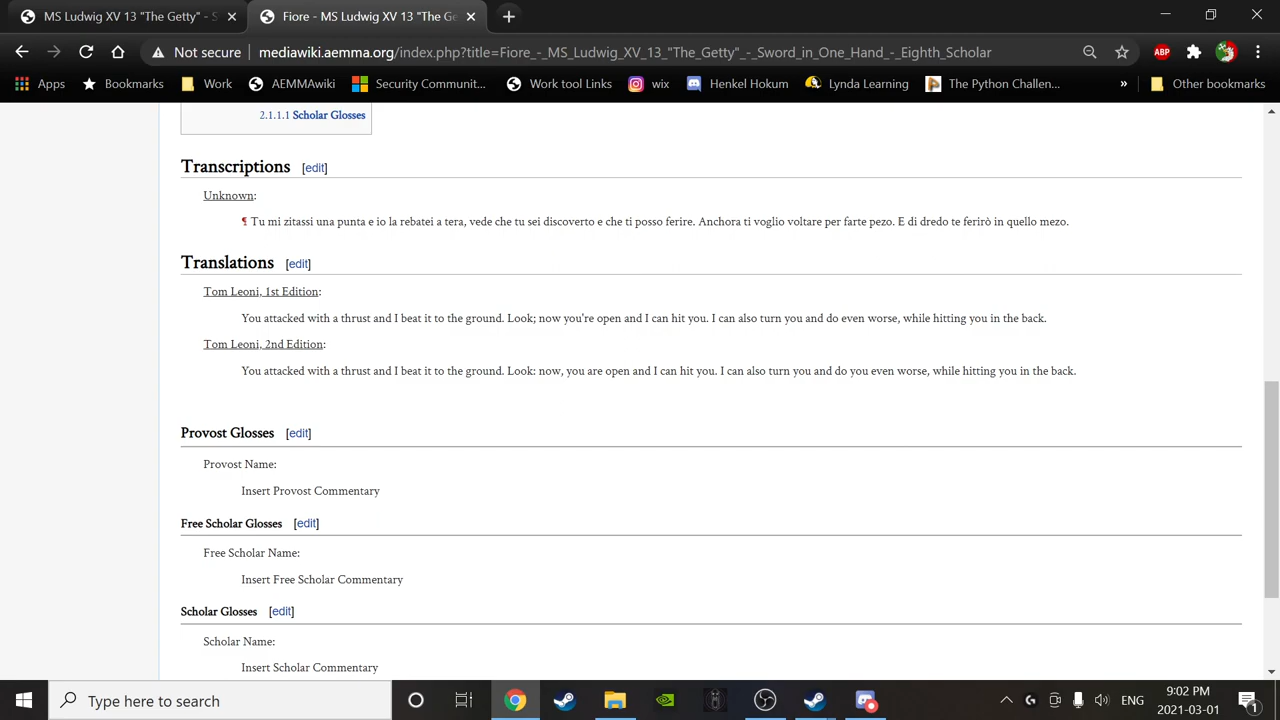 MS Ludwig XV 13 "The Getty" - S
Fiore - MS Ludwig XV 13 "The Ge
Not secure mediawiki.aemma.org/index.php?title=Fiore_-_MS_Ludwig_XV_13_"The_Getty"_-_Sword_in_One_Hand_-_Eighth_Scholar
ABP
Apps Bookmarks Work AEMMAwiki Security Communit... Work tool Links wix Henkel Hokum Lynda Learning The Python Challen... » Other bookmarks
2.1.1.1 Scholar Glosses
Transcriptions [edit]
Unknown:
¶ Tu mi zitassi una punta e io la rebatei a tera, vede che tu sei discoverto e che ti posso ferire. Anchora ti voglio voltare per farte pezo. E di dredo te ferirò in quello mezo.
Translations [edit]
Tom Leoni, 1st Edition:
You attacked with a thrust and I beat it to the ground. Look; now you're open and I can hit you. I can also turn you and do even worse, while hitting you in the back.
Tom Leoni, 2nd Edition:
You attacked with a thrust and I beat it to the ground. Look: now, you are open and I can hit you. I can also turn you and do you even worse, while hitting you in the back.
Provost Glosses [edit]
Provost Name:
Insert Provost Commentary
Free Scholar Glosses [edit]
Free Scholar Name:
Insert Free Scholar Commentary
Scholar Glosses [edit]
Scholar Name:
Insert Scholar Commentary
Type here to search
ENG
9:02 PM
2021-03-01
1